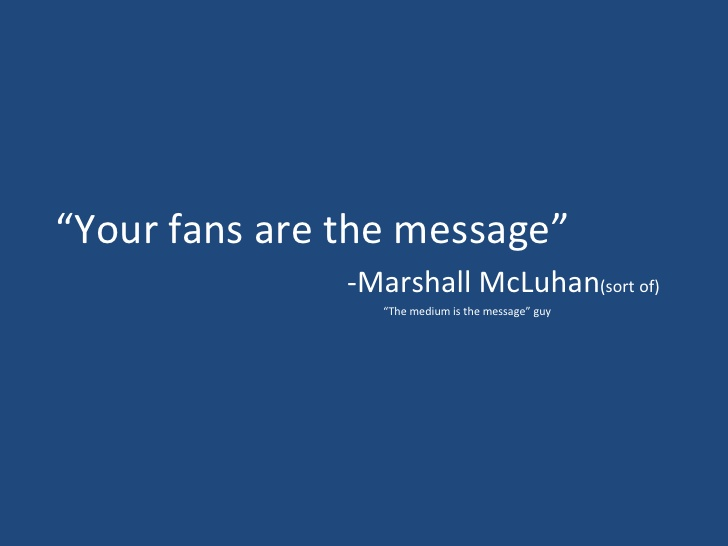 “Your fans are the message”
-Marshall McLuhan(sort of)
“The medium is the message” guy